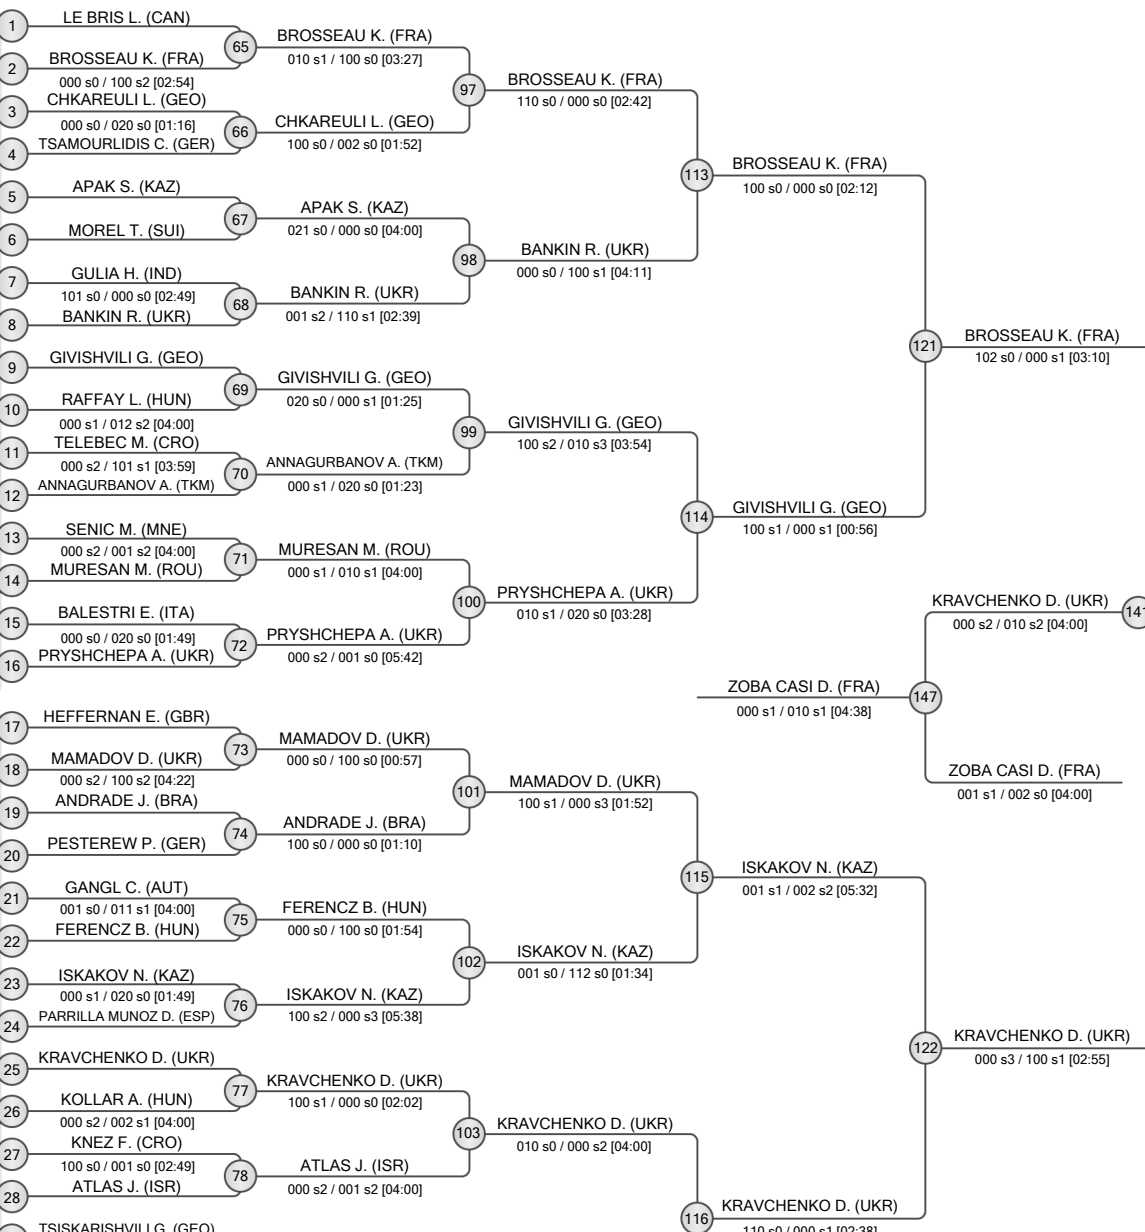 1 LE BRIS L. (CAN)
2 BROSSEAU K. (FRA)
000 s0 / 100 s2 [02:54]
3 CHKAREULI L. (GEO)
000 s0 / 020 s0 [01:16]
4 TSAMOURLIDIS C. (GER)
5 APAK S. (KAZ)
6 MOREL T. (SUI)
7 GULIA H. (IND)
101 s0 / 000 s0 [02:49]
8 BANKIN R. (UKR)
9 GIVISHVILI G. (GEO)
10 RAFFAY L. (HUN)
000 s1 / 012 s2 [04:00]
11 TELEBEC M. (CRO)
000 s2 / 101 s1 [03:59]
12 ANNAGURBANOV A. (TKM)
13 SENIC M. (MNE)
000 s2 / 001 s2 [04:00]
14 MURESAN M. (ROU)
15 BALESTRI E. (ITA)
000 s0 / 020 s0 [01:49]
16 PRYSHCHEPA A. (UKR)
17 HEFFERNAN E. (GBR)
18 MAMADOV D. (UKR)
000 s2 / 100 s2 [04:22]
19 ANDRADE J. (BRA)
20 PESTEREW P. (GER)
21 GANGL C. (AUT)
001 s0 / 011 s1 [04:00]
22 FERENCZ B. (HUN)
23 ISKAKOV N. (KAZ)
000 s1 / 020 s0 [01:49]
24 PARRILLA MUNOZ D. (ESP)
25 KRAVCHENKO D. (UKR)
26 KOLLAR A. (HUN)
000 s2 / 002 s1 [04:00]
27 KNEZ F. (CRO)
100 s0 / 001 s0 [02:49]
28 ATLAS J. (ISR)
TSISKARISHVILI G. (GEO)
65 BROSSEAU K. (FRA)
010 s1 / 100 s0 [03:27]
66 CHKAREULI L. (GEO)
100 s0 / 002 s0 [01:52]
67 APAK S. (KAZ)
021 s0 / 000 s0 [04:00]
68 BANKIN R. (UKR)
001 s2 / 110 s1 [02:39]
69 GIVISHVILI G. (GEO)
020 s0 / 000 s1 [01:25]
70 ANNAGURBANOV A. (TKM)
000 s1 / 020 s0 [01:23]
71 MURESAN M. (ROU)
000 s1 / 010 s1 [04:00]
72 PRYSHCHEPA A. (UKR)
000 s2 / 001 s0 [05:42]
73 MAMADOV D. (UKR)
000 s0 / 100 s0 [00:57]
74 ANDRADE J. (BRA)
100 s0 / 000 s0 [01:10]
75 FERENCZ B. (HUN)
000 s0 / 100 s0 [01:54]
76 ISKAKOV N. (KAZ)
100 s2 / 000 s3 [05:38]
77 KRAVCHENKO D. (UKR)
100 s1 / 000 s0 [02:02]
78 ATLAS J. (ISR)
000 s2 / 001 s2 [04:00]
97 BROSSEAU K. (FRA)
110 s0 / 000 s0 [02:42]
98 BANKIN R. (UKR)
000 s0 / 100 s1 [04:11]
99 GIVISHVILI G. (GEO)
100 s2 / 010 s3 [03:54]
100 PRYSHCHEPA A. (UKR)
010 s1 / 020 s0 [03:28]
101 MAMADOV D. (UKR)
100 s1 / 000 s3 [01:52]
102 ISKAKOV N. (KAZ)
001 s0 / 112 s0 [01:34]
103 KRAVCHENKO D. (UKR)
010 s0 / 000 s2 [04:00]
113 BROSSEAU K. (FRA)
100 s0 / 000 s0 [02:12]
114 GIVISHVILI G. (GEO)
100 s1 / 000 s1 [00:56]
ZOBA CASI D. (FRA)
000 s1 / 010 s1 [04:38]
115 ISKAKOV N. (KAZ)
001 s1 / 002 s2 [05:32]
116 KRAVCHENKO D. (UKR)
110 s0 / 000 s1 [02:38]
121 BROSSEAU K. (FRA)
102 s0 / 000 s1 [03:10]
KRAVCHENKO D. (UKR)
000 s2 / 010 s2 [04:00]
147
ZOBA CASI D. (FRA)
001 s1 / 002 s0 [04:00]
122 KRAVCHENKO D. (UKR)
000 s3 / 100 s1 [02:55]